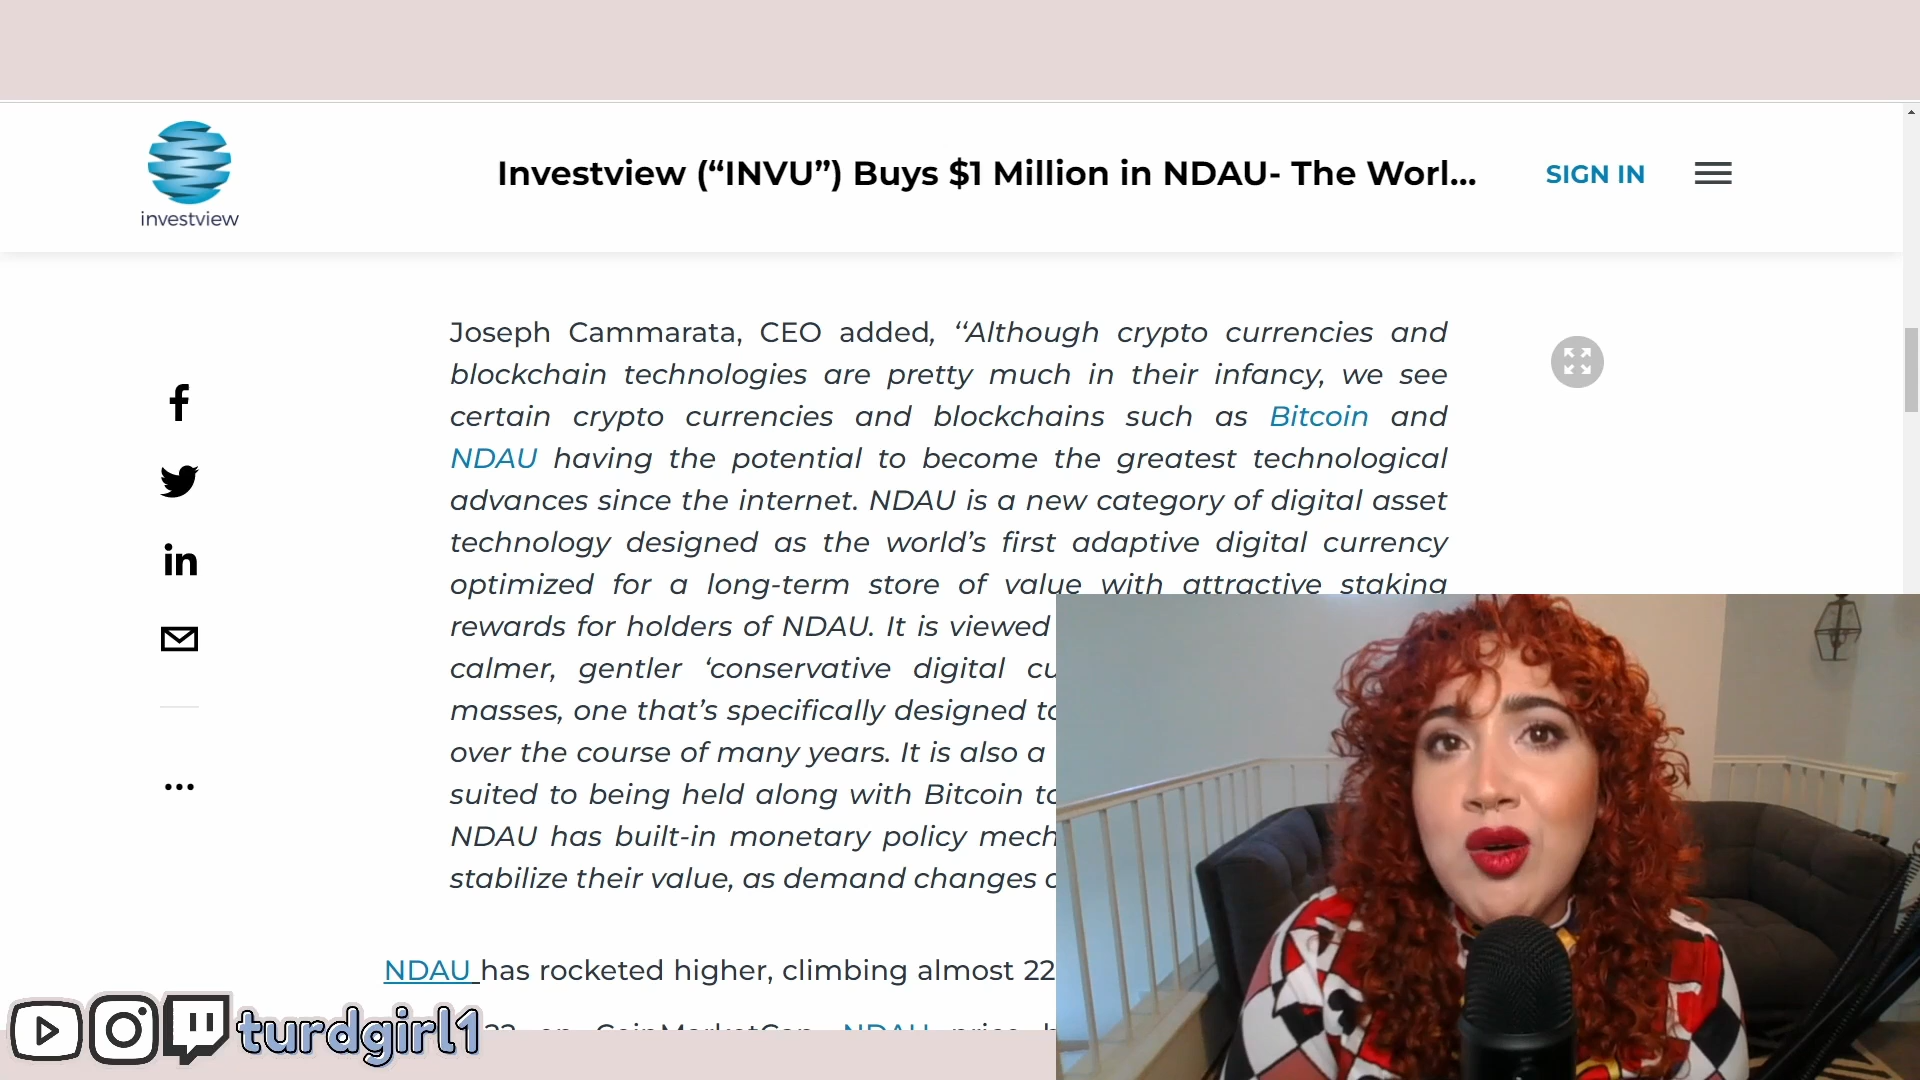 Investview (“INVU”) Buys $1 Million in NDAU- The Worl...
SIGN IN
investview
Joseph Cammarata, CEO added, “Although crypto currencies and
blockchain technologies are pretty much in their infancy, we see
certain crypto currencies and blockchains such as Bitcoin and
NDAU having the potential to become the greatest technological
advances since the internet. NDAU is a new category of digital asset
technology designed as the world’s first adaptive digital currency
optimized for a long-term store of value with attractive staking
rewards for holders of NDAU. It is viewed
calmer, gentler ‘conservative digital
masses, one that’s specifically designed
over the course of many years. It is also a
suited to being held along with Bitcoin
NDAU has built-in monetary policy
stabilize their value, as demand changes
NDAU has rocketed higher, climbing almost 22
on CoinMarketCap. NDAU price
turdgirl1